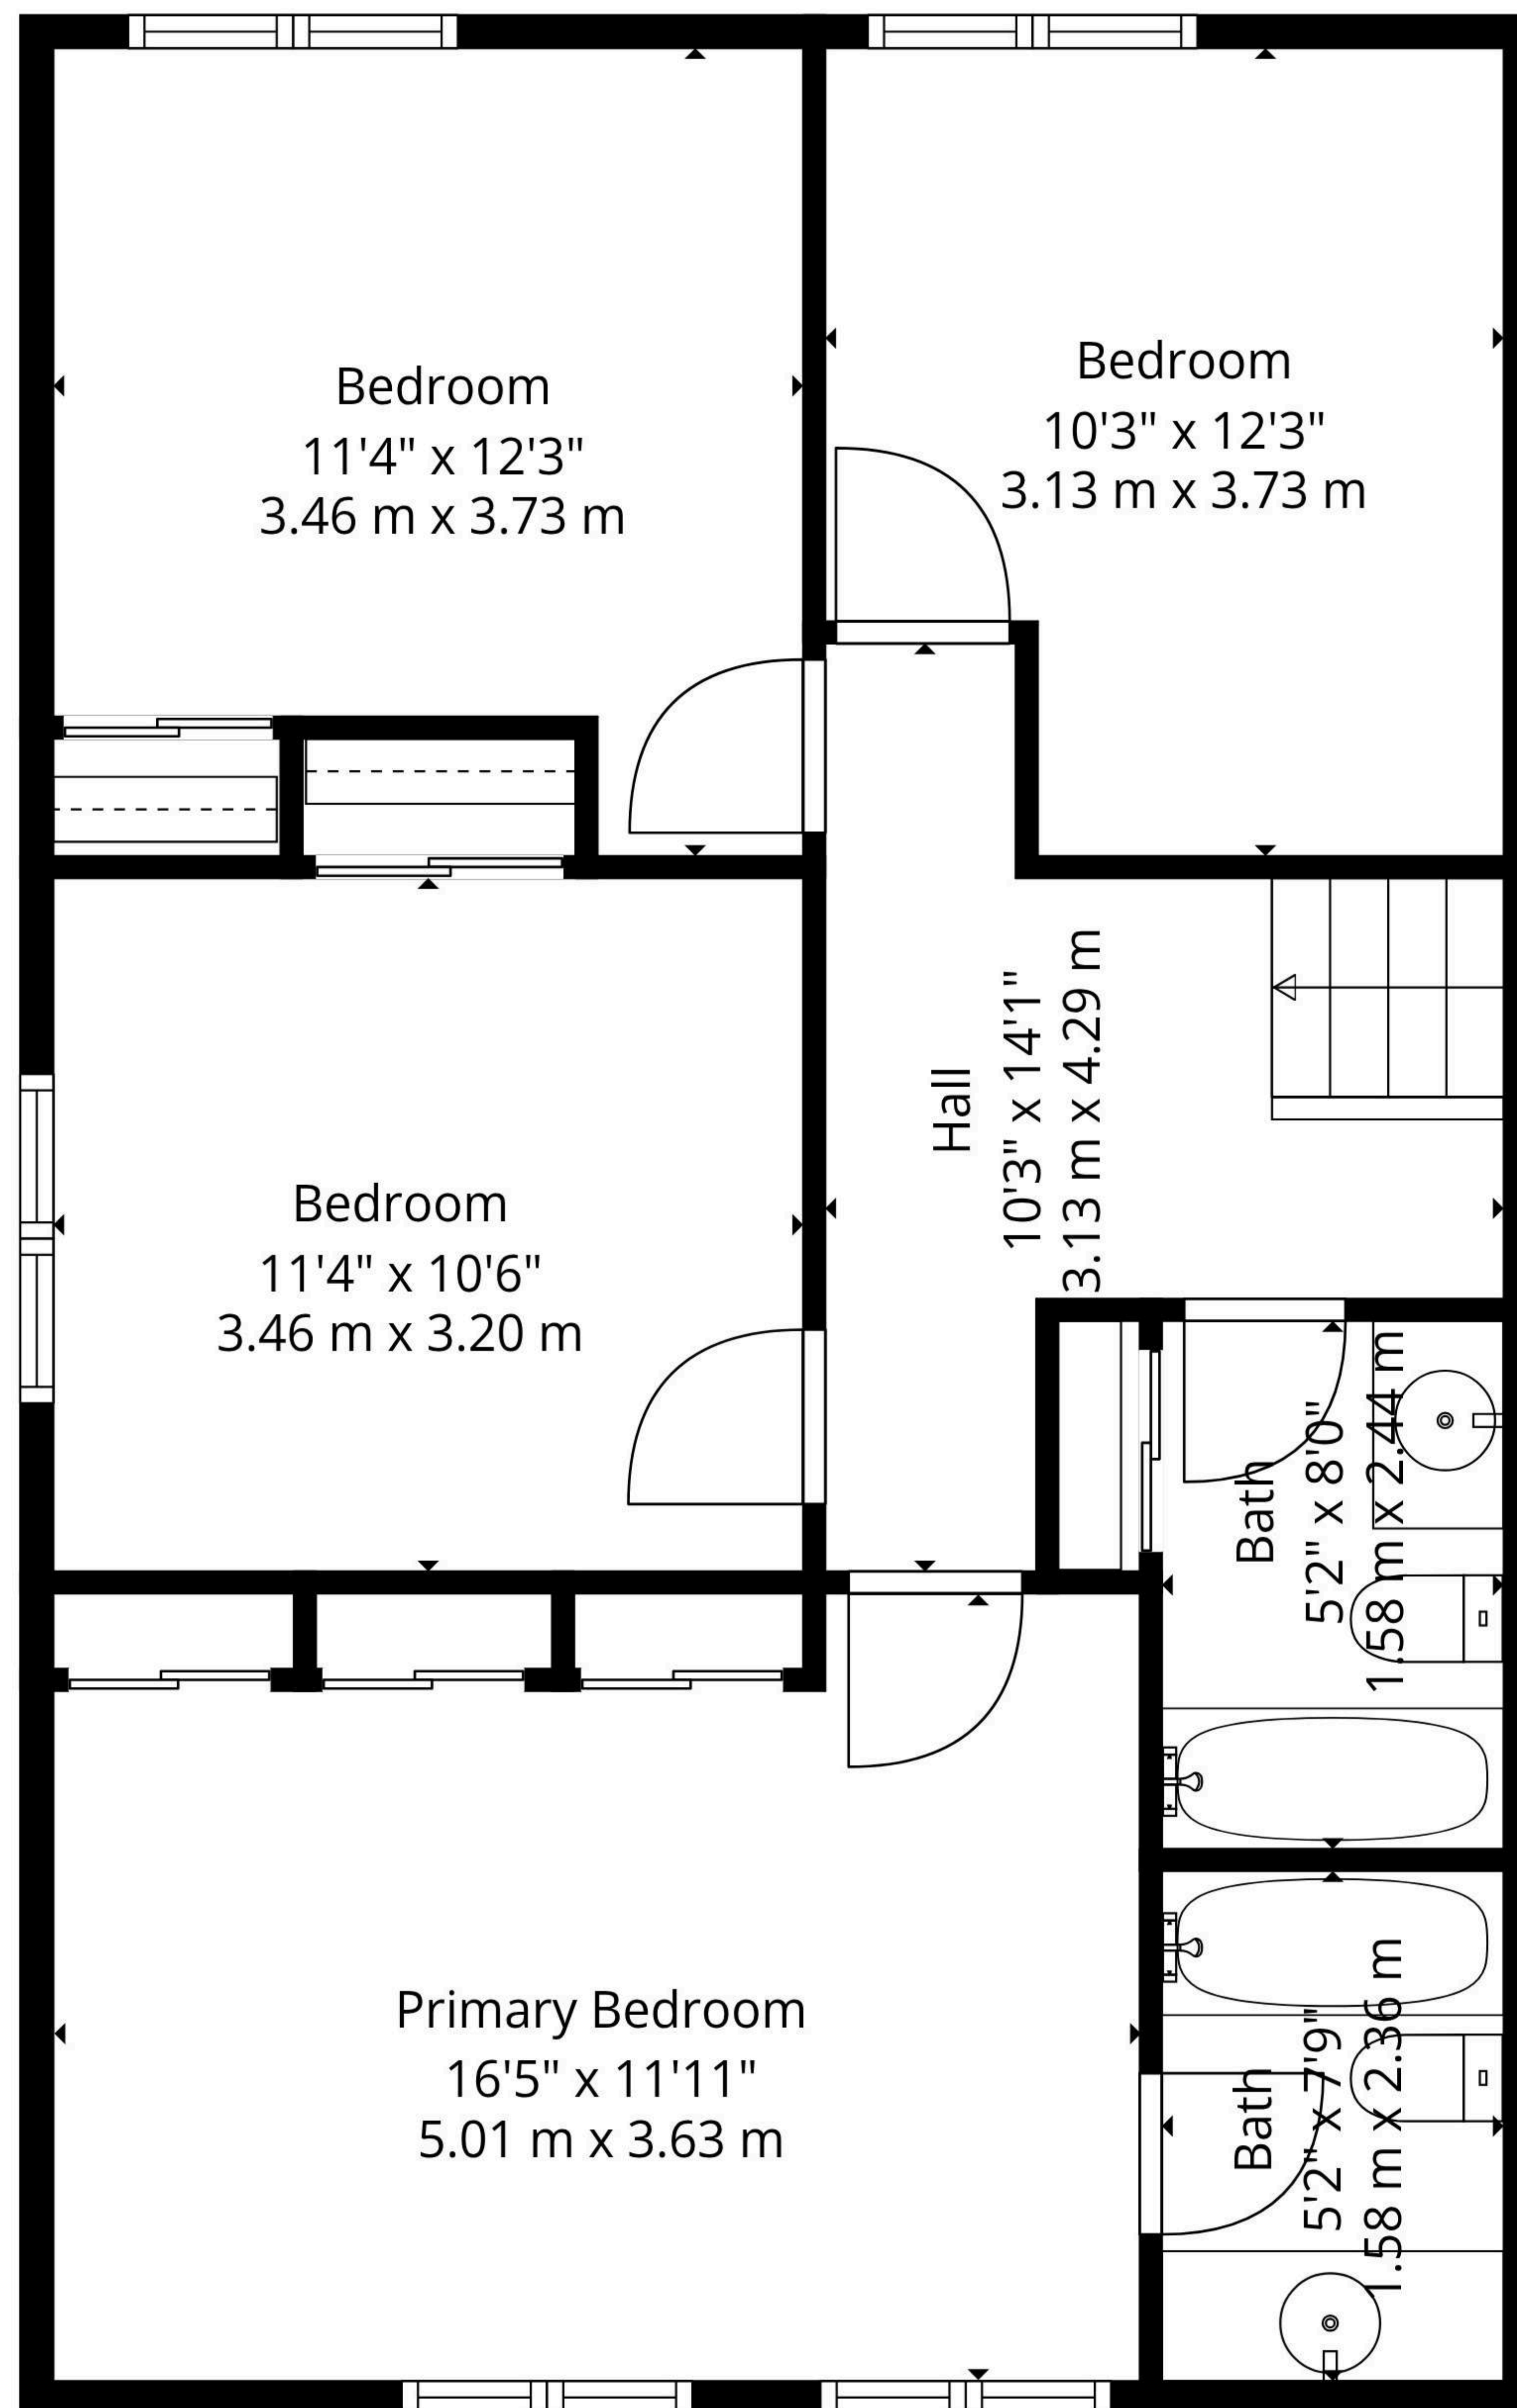 Bedroom
11'4" x 12'3"
3.46 m x 3.73 m
Bedroom
10'3" x 12'3"
3.13 m x 3.73 m
Hall
10'3" x 14'1"
3.13 m x 4.29 m
Bedroom
11'4" x 10'6"
3.46 m x 3.20 m
Bath
5'2" x 8'0"
1.58 m x 2.44 m
Primary Bedroom
16'5" x 11'11"
5.01 m x 3.63 m
Bath
5'2" x 7'9"
1.58 m x 2.36 m